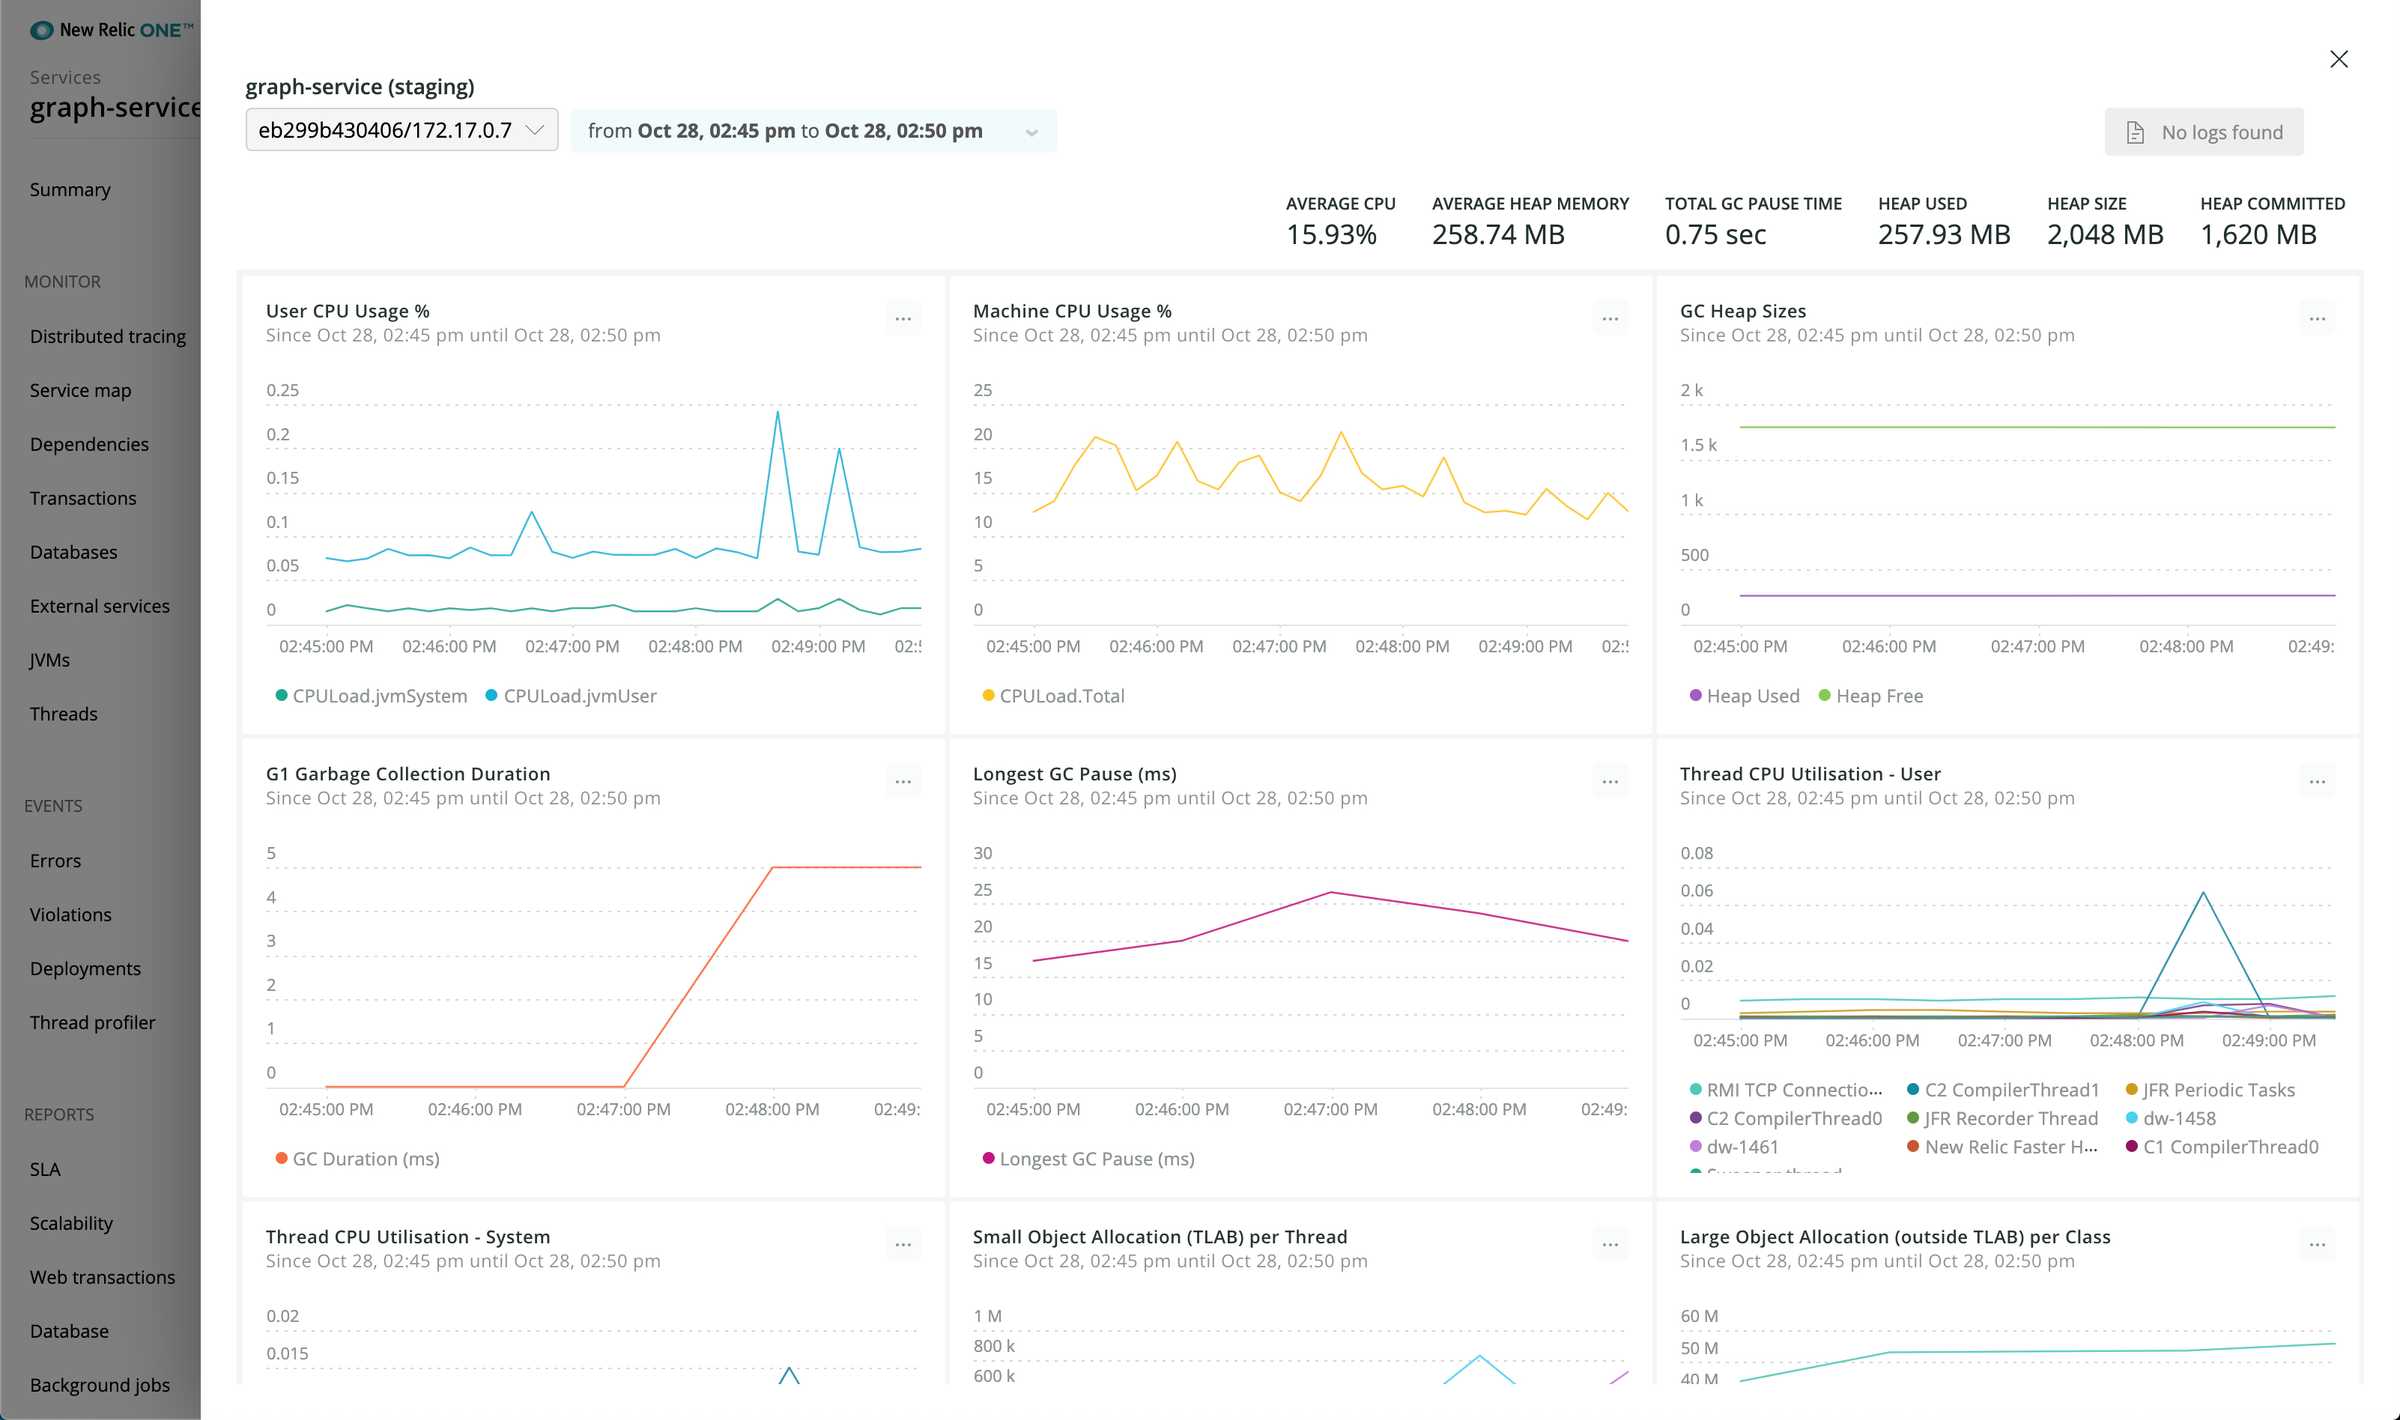 New Relic ONE™
Services
graph-service
Summary
MONITOR
Distributed tracing
Service map
Dependencies
Transactions
Databases
External services
JVMs
Threads
EVENTS
Errors
Violations
Deployments
Thread profiler
REPORTS
SLA
Scalability
Web transactions
Database
Background jobs
graph-service (staging)
eb299b430406/172.17.0.7
from Oct 28, 02:45 pm to Oct 28, 02:50 pm
No logs found
AVERAGE CPU AVERAGE HEAP MEMORY TOTAL GC PAUSE TIME HEAP USED HEAP SIZE HEAP COMMITTED
15.93% 258.74 MB 0.75 sec 257.93 MB 2,048 MB 1,620 MB
User CPU Usage %
Since Oct 28, 02:45 pm until Oct 28, 02:50 pm
0.25
0.2
0.15
0.1
0.05
0
02:45:00 PM 02:46:00 PM 02:47:00 PM 02:48:00 PM 02:49:00 PM 02:
CPULoad.jvmSystem CPULoad.jvmUser
Machine CPU Usage %
Since Oct 28, 02:45 pm until Oct 28, 02:50 pm
25
20
15
10
5
0
02:45:00 PM 02:46:00 PM 02:47:00 PM 02:48:00 PM 02:49:00 PM 02:
CPULoad.Total
GC Heap Sizes
Since Oct 28, 02:45 pm until Oct 28, 02:50 pm
2 k
1.5 k
1 k
500
0
02:45:00 PM 02:46:00 PM 02:47:00 PM 02:48:00 PM 02:49:
Heap Used Heap Free
G1 Garbage Collection Duration
Since Oct 28, 02:45 pm until Oct 28, 02:50 pm
5
4
3
2
1
0
02:45:00 PM 02:46:00 PM 02:47:00 PM 02:48:00 PM 02:49:
GC Duration (ms)
Longest GC Pause (ms)
Since Oct 28, 02:45 pm until Oct 28, 02:50 pm
30
25
20
15
10
5
0
02:45:00 PM 02:46:00 PM 02:47:00 PM 02:48:00 PM 02:49:
Longest GC Pause (ms)
Thread CPU Utilisation - User
Since Oct 28, 02:45 pm until Oct 28, 02:50 pm
0.08
0.06
0.04
0.02
0
02:45:00 PM 02:46:00 PM 02:47:00 PM 02:48:00 PM 02:49:00 PM
RMI TCP Connectio... C2 CompilerThread1 JFR Periodic Tasks
C2 CompilerThread0 JFR Recorder Thread dw-1458
dw-1461 New Relic Faster H... C1 CompilerThread0
Thread CPU Utilisation - System
Since Oct 28, 02:45 pm until Oct 28, 02:50 pm
0.02
0.015
Small Object Allocation (TLAB) per Thread
Since Oct 28, 02:45 pm until Oct 28, 02:50 pm
1 M
800 k
600 k
Large Object Allocation (outside TLAB) per Class
Since Oct 28, 02:45 pm until Oct 28, 02:50 pm
60 M
50 M
40 M